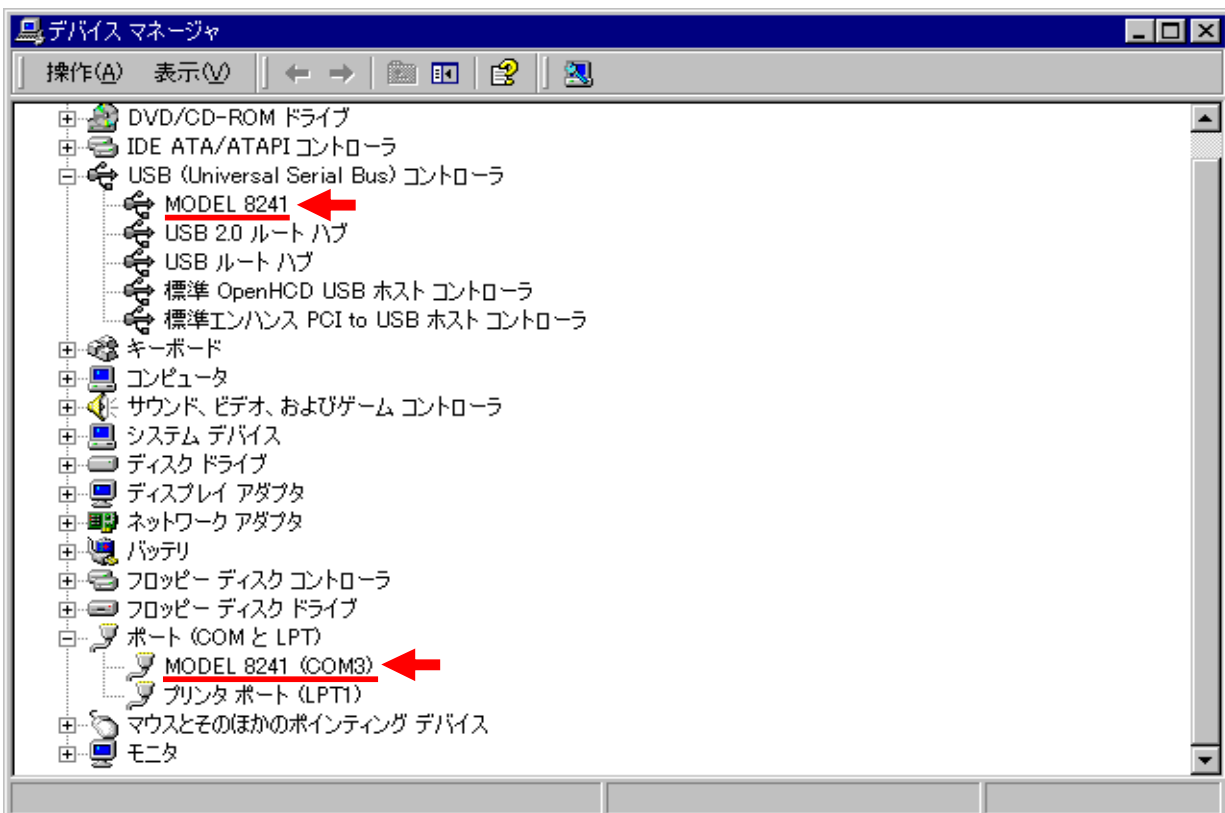 デバイス マネージャ
操作(A) 表示(V)
DVD/CD-ROM ドライブ
IDE ATA/ATAPI コントローラ
USB (Universal Serial Bus) コントローラ
MODEL 8241
USB 2.0 ルート ハブ
USB ルート ハブ
標準 OpenHCD USB ホスト コントローラ
標準エンハンス PCI to USB ホスト コントローラ
キーボード
コンピュータ
サウンド、ビデオ、およびゲーム コントローラ
システム デバイス
ディスク ドライブ
ディスプレイ アダプタ
ネットワーク アダプタ
バッテリ
フロッピー ディスク コントローラ
フロッピー ディスク ドライブ
ポート (COM と LPT)
MODEL 8241 (COM3)
プリンタ ポート (LPT1)
マウスとそのほかのポインティング デバイス
モニタ